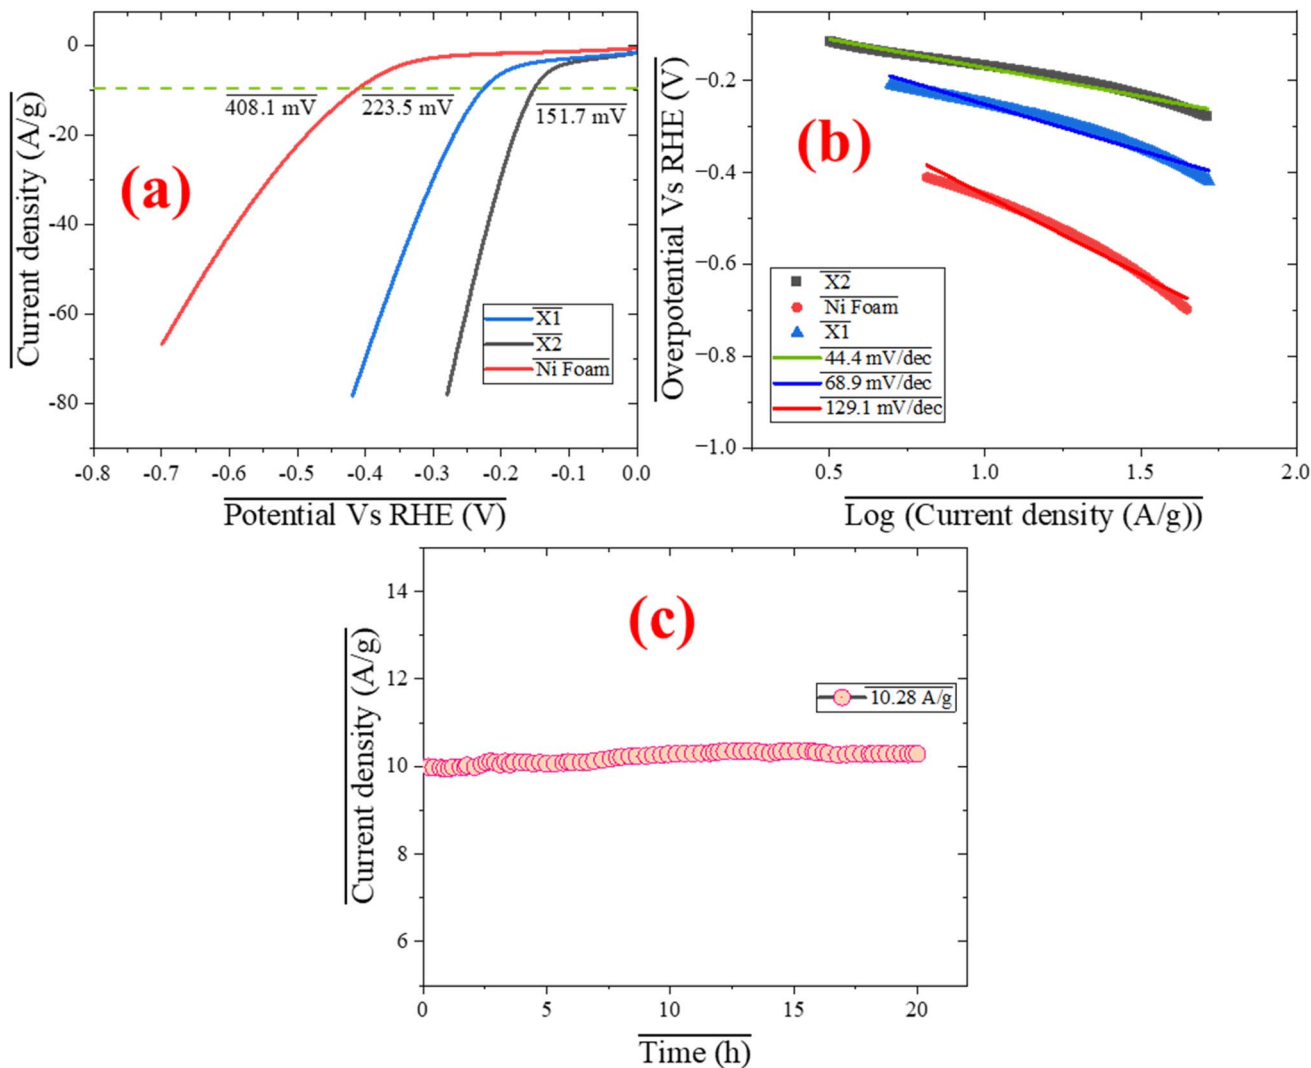 0
-20
-40
-60
-80
Current density (A/g)
408.1 mV
223.5 mV
151.7 mV
(a)
X1
X2
Ni Foam
-0.8
-0.7
-0.6
-0.5
-0.4
-0.3
-0.2
-0.1
0.0
Potential Vs RHE (V)
−0.2
−0.4
−0.6
−0.8
−1.0
Overpotential Vs RHE (V)
(b)
X2
Ni Foam
X1
44.4 mV/dec
68.9 mV/dec
129.1 mV/dec
0.5
1.0
1.5
2.0
Log (Current density (A/g))
14
12
10
8
6
Current density (A/g)
(c)
10.28 A/g
0
5
10
15
20
Time (h)